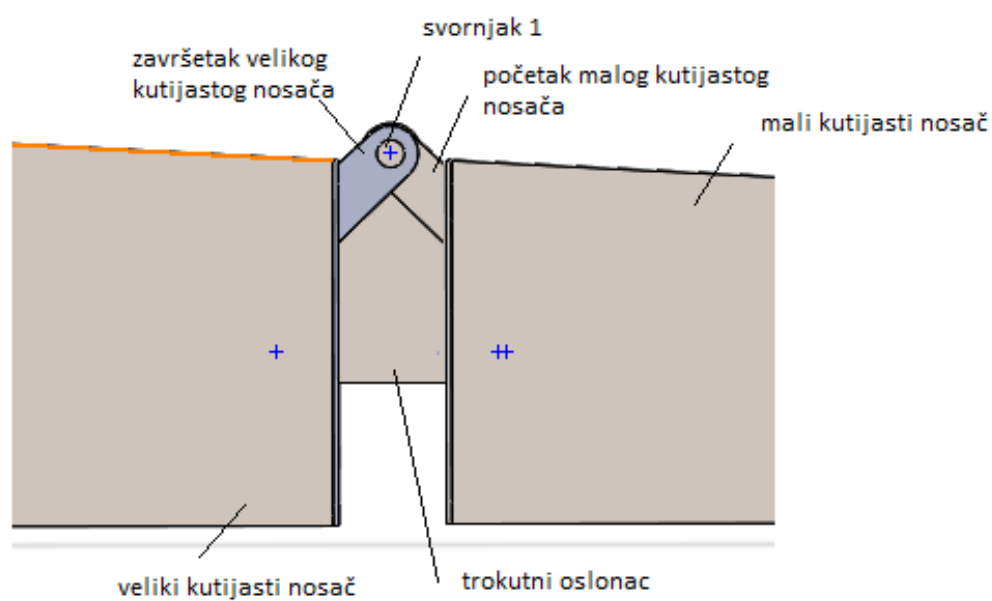 svornjak 1
završetak velikog
kutijastog nosača
početak malog kutijastog
nosača
mali kutijasti nosač
veliki kutijasti nosač
trokutni oslonac